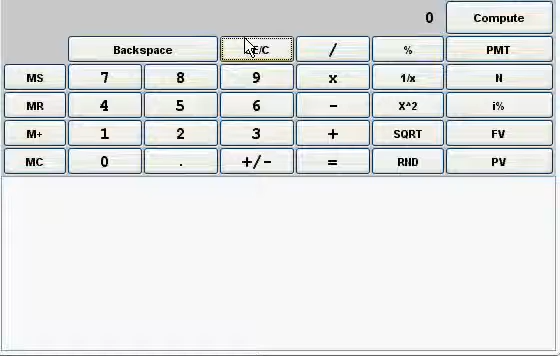 0 Compute
Backspace /E/C / % PMT
MS 7 8 9 x 1/x N
MR 4 5 6 - X^2 i%
M+ 1 2 3 + SQRT FV
MC 0 . +/- = RND PV